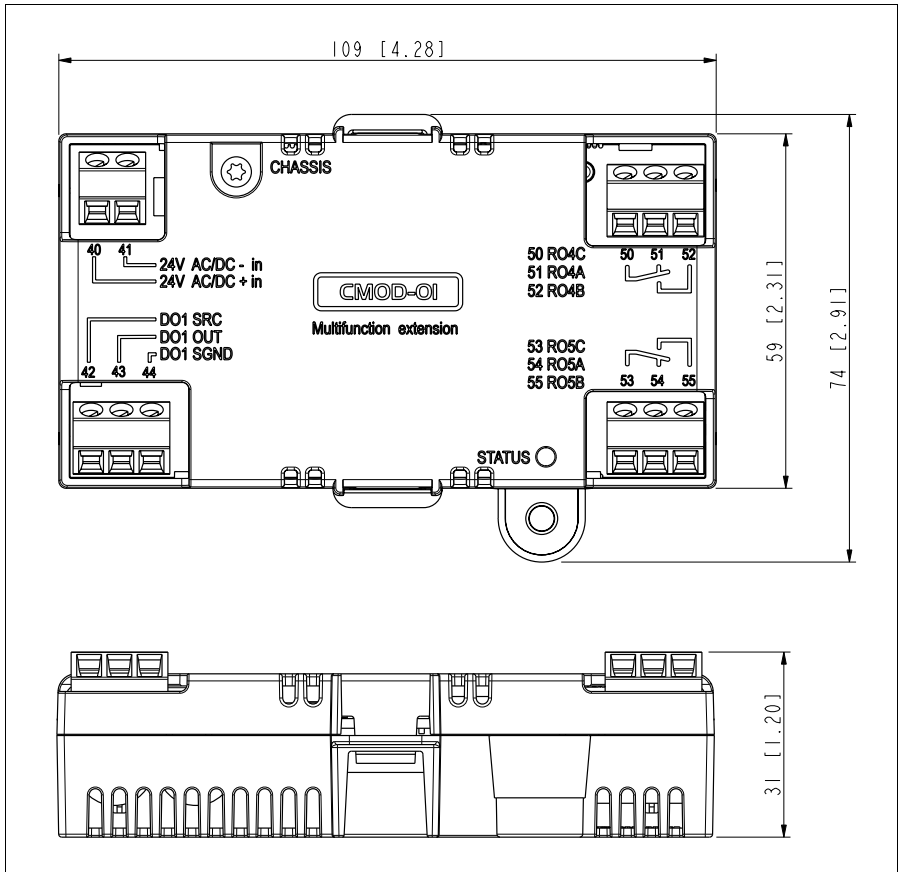 109 [4.28]
CHASSIS
40 41
24V AC/DC - in
24V AC/DC + in
DO1 SRC
DO1 OUT
DO1 SGND
42 43 44
CMOD-01
Multifunction extension
50 RO4C
51 RO4A
52 RO4B
50 51 52
53 RO5C
54 RO5A
55 RO5B
53 54 55
STATUS
59 [2.31]
74 [2.91]
31 [1.20]